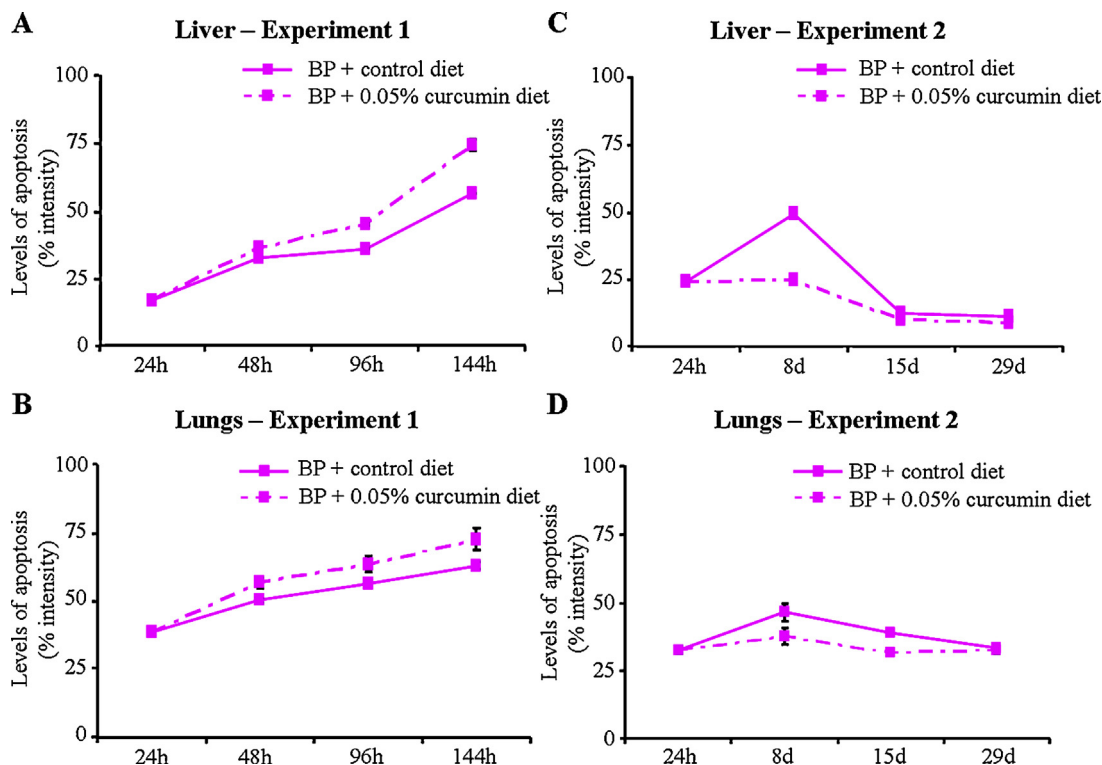 A
Liver – Experiment 1
BP + control diet
BP + 0.05% curcumin diet
Levels of apoptosis
(% intensity)
100
75
50
25
0
24h 48h 96h 144h
C
Liver – Experiment 2
BP + control diet
BP + 0.05% curcumin diet
Levels of apoptosis
(% intensity)
100
75
50
25
0
24h 8d 15d 29d
B
Lungs – Experiment 1
BP + control diet
BP + 0.05% curcumin diet
Levels of apoptosis
(% intensity)
100
75
50
25
0
24h 48h 96h 144h
D
Lungs – Experiment 2
BP + control diet
BP + 0.05% curcumin diet
Levels of apoptosis
(% intensity)
100
75
50
25
0
24h 8d 15d 29d